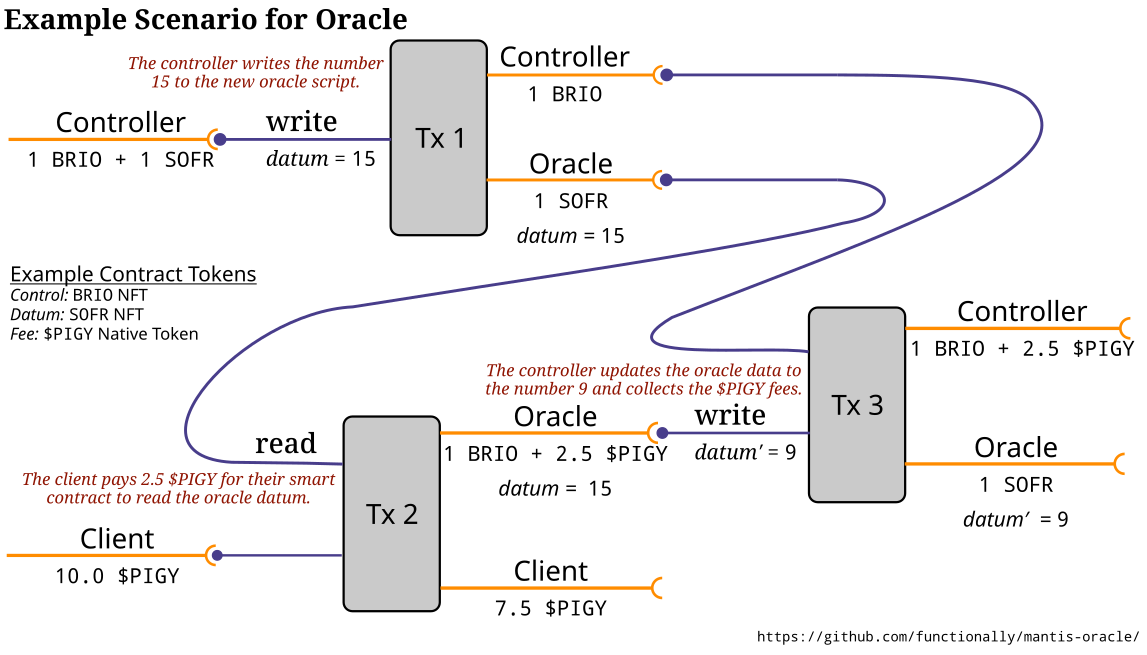 Example Scenario for Oracle
The controller writes the number
15 to the new oracle script.
Controller
1 BRIO + 1 SOFR
write
datum = 15
Tx 1
Controller
1 BRIO
Oracle
1 SOFR
datum = 15
Example Contract Tokens
Control: BRIO NFT
Datum: SOFR NFT
Fee: $PIGY Native Token
read
The client pays 2.5 $PIGY for their smart
contract to read the oracle datum.
Client
10.0 $PIGY
Tx 2
Oracle
1 BRIO + 2.5 $PIGY
datum = 15
Client
7.5 $PIGY
The controller updates the oracle data to
the number 9 and collects the $PIGY fees.
write
datum′ = 9
Tx 3
Controller
1 BRIO + 2.5 $PIGY
Oracle
1 SOFR
datum′ = 9
https://github.com/functionally/mantis-oracle/